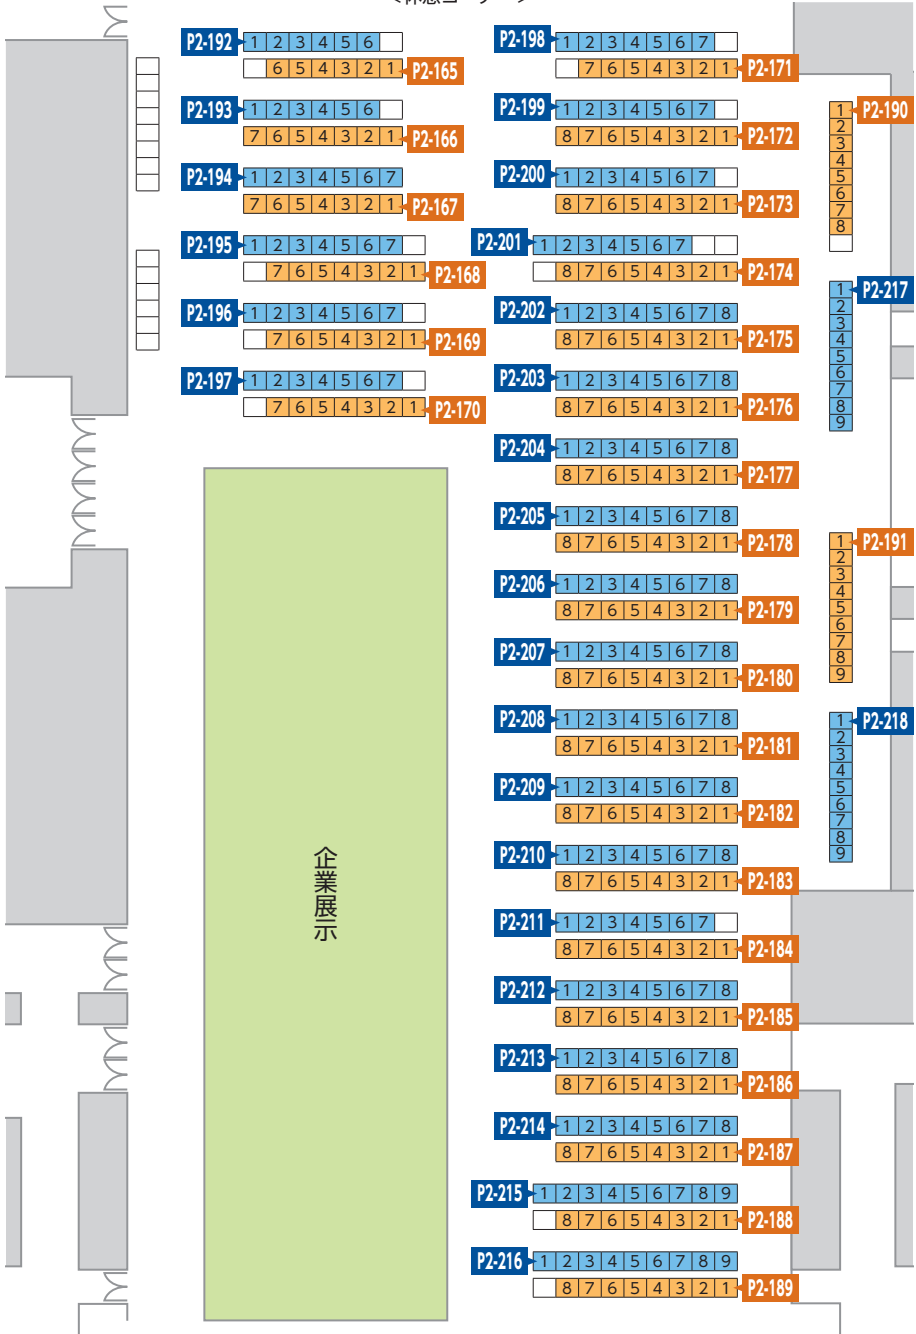 P2-192 1 2 3 4 5 6
6 5 4 3 2 1 P2-165
P2-193 1 2 3 4 5 6
7 6 5 4 3 2 1 P2-166
P2-194 1 2 3 4 5 6 7
7 6 5 4 3 2 1 P2-167
P2-195 1 2 3 4 5 6 7
7 6 5 4 3 2 1 P2-168
P2-196 1 2 3 4 5 6 7
7 6 5 4 3 2 1 P2-169
P2-197 1 2 3 4 5 6 7
7 6 5 4 3 2 1 P2-170
企業展示
P2-198 1 2 3 4 5 6 7
7 6 5 4 3 2 1 P2-171
P2-199 1 2 3 4 5 6 7
8 7 6 5 4 3 2 1 P2-172
P2-200 1 2 3 4 5 6 7
8 7 6 5 4 3 2 1 P2-173
P2-201 1 2 3 4 5 6 7
8 7 6 5 4 3 2 1 P2-174
P2-202 1 2 3 4 5 6 7 8
8 7 6 5 4 3 2 1 P2-175
P2-203 1 2 3 4 5 6 7 8
8 7 6 5 4 3 2 1 P2-176
P2-204 1 2 3 4 5 6 7 8
8 7 6 5 4 3 2 1 P2-177
P2-205 1 2 3 4 5 6 7 8
8 7 6 5 4 3 2 1 P2-178
P2-206 1 2 3 4 5 6 7 8
8 7 6 5 4 3 2 1 P2-179
P2-207 1 2 3 4 5 6 7 8
8 7 6 5 4 3 2 1 P2-180
P2-208 1 2 3 4 5 6 7 8
8 7 6 5 4 3 2 1 P2-181
P2-209 1 2 3 4 5 6 7 8
8 7 6 5 4 3 2 1 P2-182
P2-210 1 2 3 4 5 6 7 8
8 7 6 5 4 3 2 1 P2-183
P2-211 1 2 3 4 5 6 7
8 7 6 5 4 3 2 1 P2-184
P2-212 1 2 3 4 5 6 7 8
8 7 6 5 4 3 2 1 P2-185
P2-213 1 2 3 4 5 6 7 8
8 7 6 5 4 3 2 1 P2-186
P2-214 1 2 3 4 5 6 7 8
8 7 6 5 4 3 2 1 P2-187
P2-215 1 2 3 4 5 6 7 8 9
8 7 6 5 4 3 2 1 P2-188
P2-216 1 2 3 4 5 6 7 8 9
8 7 6 5 4 3 2 1 P2-189
1 P2-190
2
3
4
5
6
7
8
1 P2-217
2
3
4
5
6
7
8
9
1 P2-191
2
3
4
5
6
7
8
9
1 P2-218
2
3
4
5
6
7
8
9